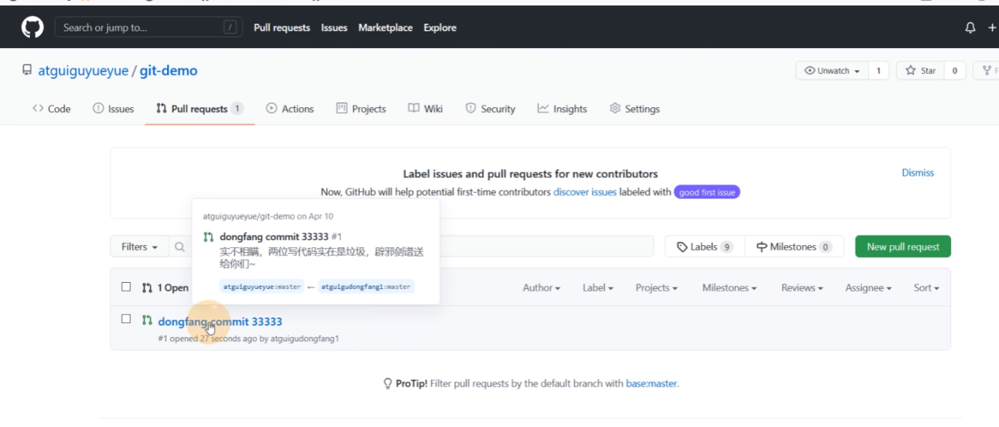 Search or jump to... / Pull requests Issues Marketplace Explore
atguiguyueyue / git-demo Unwatch 1 Star 0
Code Issues Pull requests 1 Actions Projects Wiki Security Insights Settings
Label issues and pull requests for new contributors Dismiss
Now, GitHub will help potential first-time contributors discover issues labeled with good first issue
atguiguyueyue/git-demo on Apr 10
dongfang commit 33333 #1
实不相瞒，两位写代码实在是垃圾，辟邪剑谱送
给你们~
atguiguyueyue:master ← atguigudongfang1:master
Filters Labels 9 Milestones 0 New pull request
1 Open Author Label Projects Milestones Reviews Assignee Sort
dongfang commit 33333
#1 opened 27 seconds ago by atguigudongfang1
ProTip! Filter pull requests by the default branch with base:master.